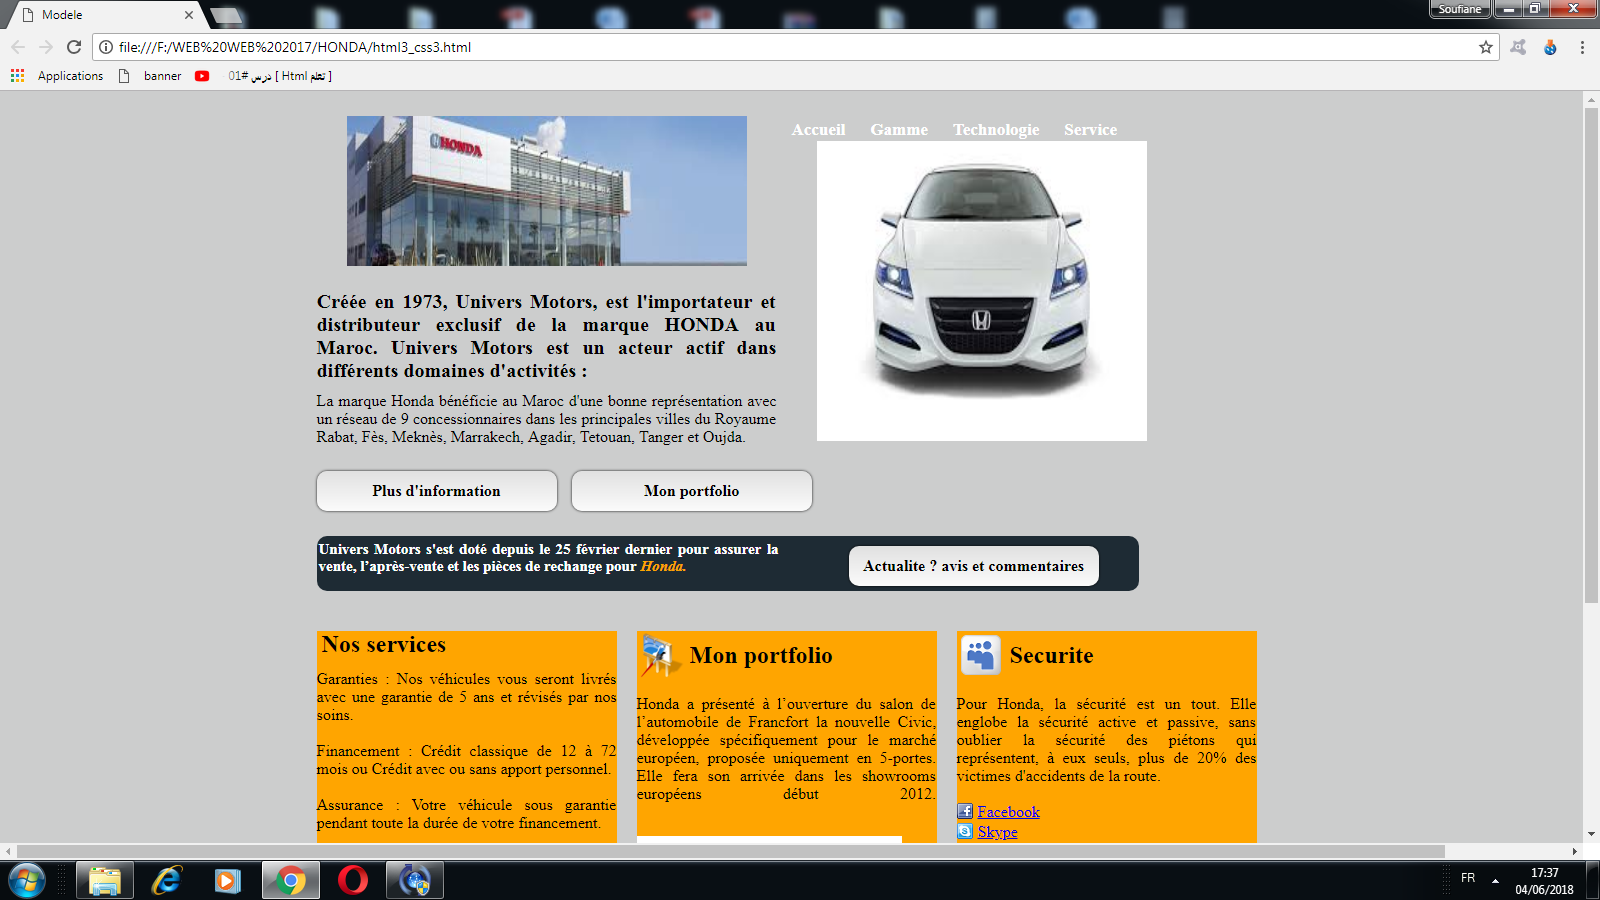 Modele
Soufiane
file:///F:/WEB%20WEB%202017/HONDA/html3_css3.html
Applications
banner
01# درس [ Html تعلم ]
HONDA
Accueil Gamme Technologie Service
Créée en 1973, Univers Motors, est l'importateur et
distributeur exclusif de la marque HONDA au
Maroc. Univers Motors est un acteur actif dans
différents domaines d'activités :
La marque Honda bénéficie au Maroc d'une bonne représentation avec
un réseau de 9 concessionnaires dans les principales villes du Royaume
Rabat, Fès, Meknès, Marrakech, Agadir, Tetouan, Tanger et Oujda.
Plus d'information
Mon portfolio
Univers Motors s'est doté depuis le 25 février dernier pour assurer la
vente, l’après-vente et les pièces de rechange pour Honda.
Actualite ? avis et commentaires
Nos services
Garanties : Nos véhicules vous seront livrés
avec une garantie de 5 ans et révisés par nos
soins.
Financement : Crédit classique de 12 à 72
mois ou Crédit avec ou sans apport personnel.
Assurance : Votre véhicule sous garantie
pendant toute la durée de votre financement.
Mon portfolio
Honda a présenté à l’ouverture du salon de
l’automobile de Francfort la nouvelle Civic,
développée spécifiquement pour le marché
européen, proposée uniquement en 5-portes.
Elle fera son arrivée dans les showrooms
européens début 2012.
Securite
Pour Honda, la sécurité est un tout. Elle
englobe la sécurité active et passive, sans
oublier la sécurité des piétons qui
représentent, à eux seuls, plus de 20% des
victimes d'accidents de la route.
Facebook
Skype
FR
17:37
04/06/2018